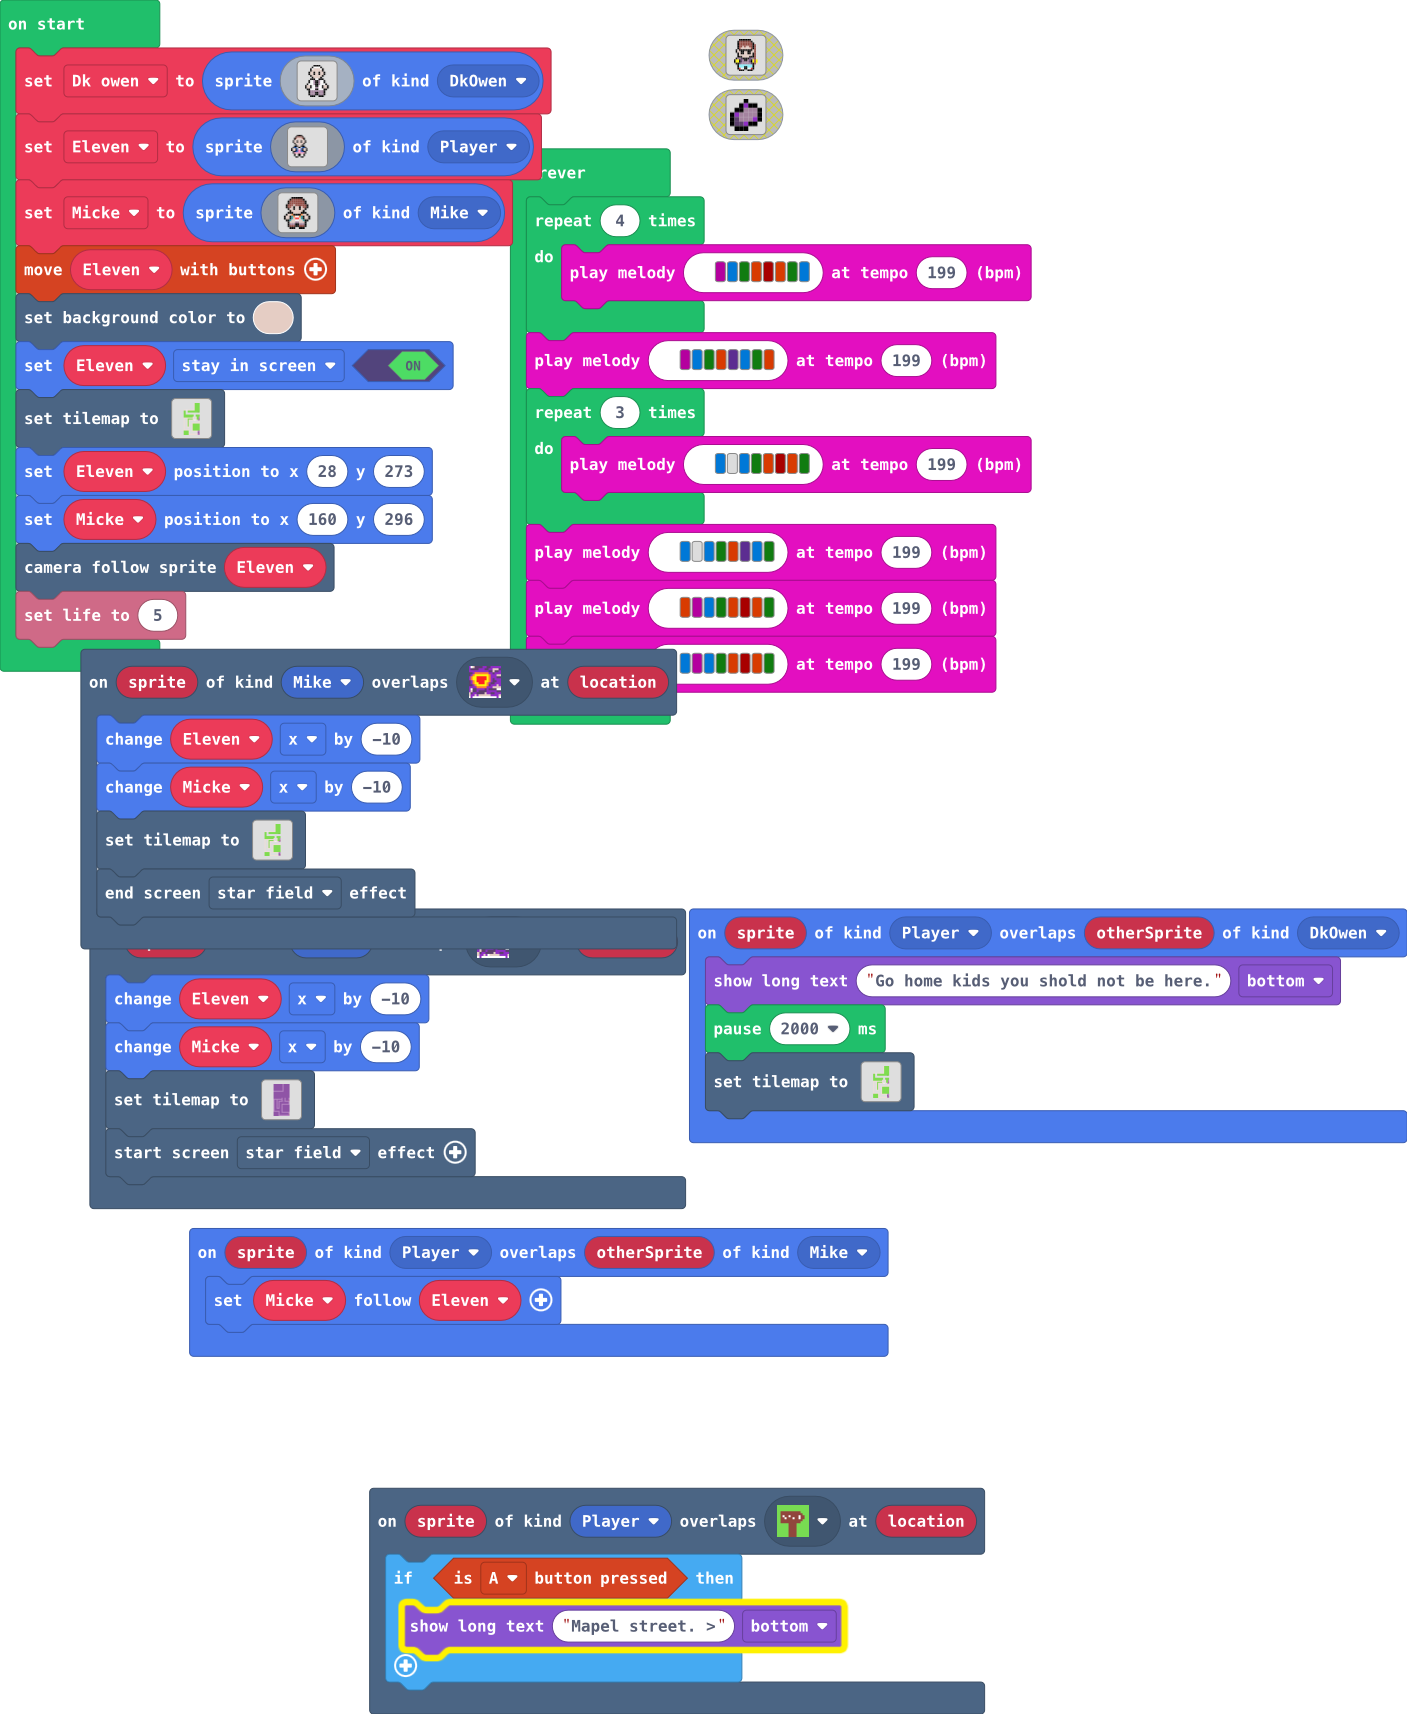 on start
set Dk owen to sprite of kind DkOwen
set Eleven to sprite of kind Player
set Micke to sprite of kind Mike
move Eleven with buttons
set background color to
set Eleven stay in screen ON
set tilemap to
set Eleven position to x 28 y 273
set Micke position to x 160 y 296
camera follow sprite Eleven
set life to 5
rever
repeat 4 times
do
play melody at tempo 199 (bpm)
play melody at tempo 199 (bpm)
repeat 3 times
do
play melody at tempo 199 (bpm)
play melody at tempo 199 (bpm)
play melody at tempo 199 (bpm)
at tempo 199 (bpm)
on sprite of kind Mike overlaps at location
change Eleven x by -10
change Micke x by -10
set tilemap to
end screen star field effect
change Eleven x by -10
change Micke x by -10
set tilemap to
start screen star field effect
on sprite of kind Player overlaps otherSprite of kind DkOwen
show long text "Go home kids you shold not be here." bottom
pause 2000 ms
set tilemap to
on sprite of kind Player overlaps otherSprite of kind Mike
set Micke follow Eleven
on sprite of kind Player overlaps at location
if is A button pressed then
show long text "Mapel street. >" bottom